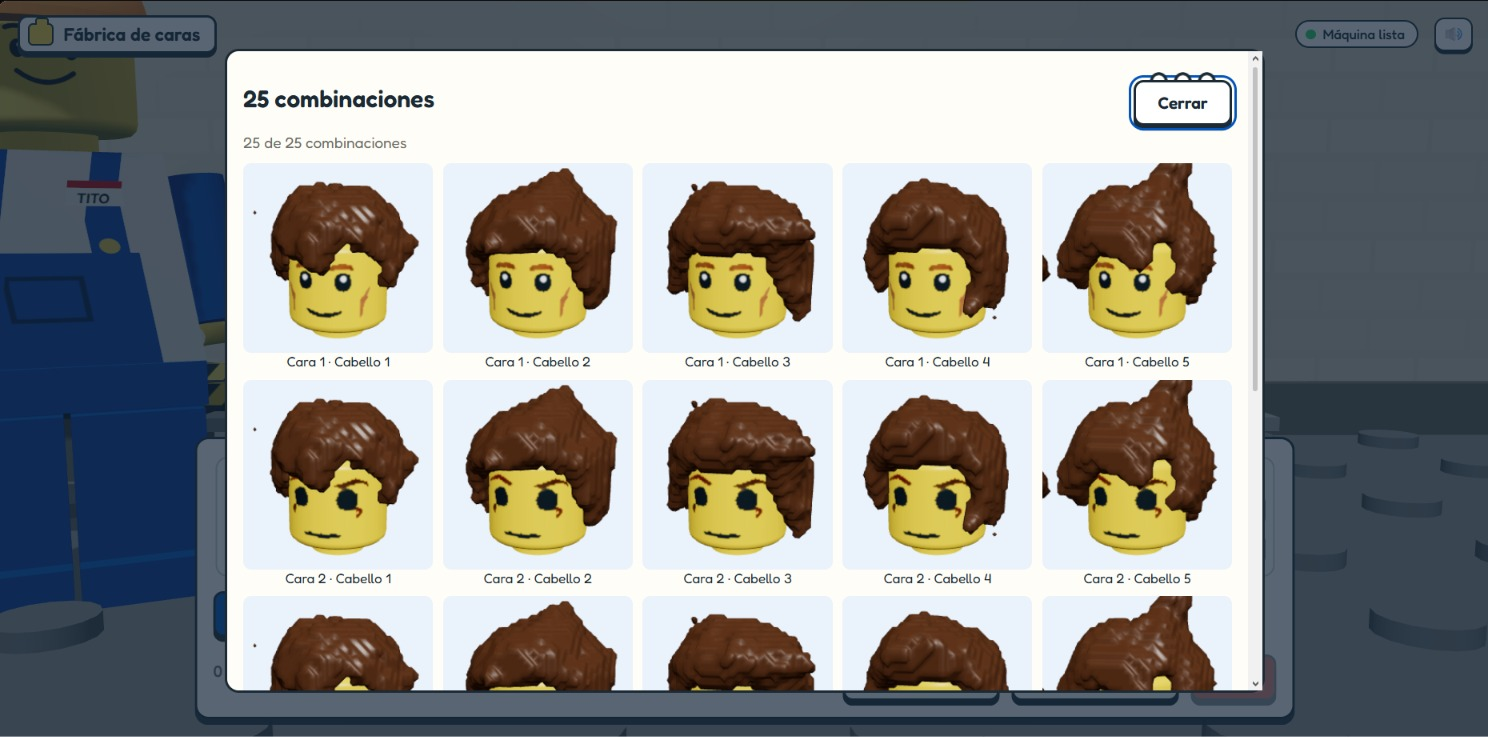 Fábrica de caras
Máquina lista
25 combinaciones
Cerrar
25 de 25 combinaciones
TITO
Cara 1 · Cabello 1
Cara 1 · Cabello 2
Cara 1 · Cabello 3
Cara 1 · Cabello 4
Cara 1 · Cabello 5
Cara 2 · Cabello 1
Cara 2 · Cabello 2
Cara 2 · Cabello 3
Cara 2 · Cabello 4
Cara 2 · Cabello 5
0